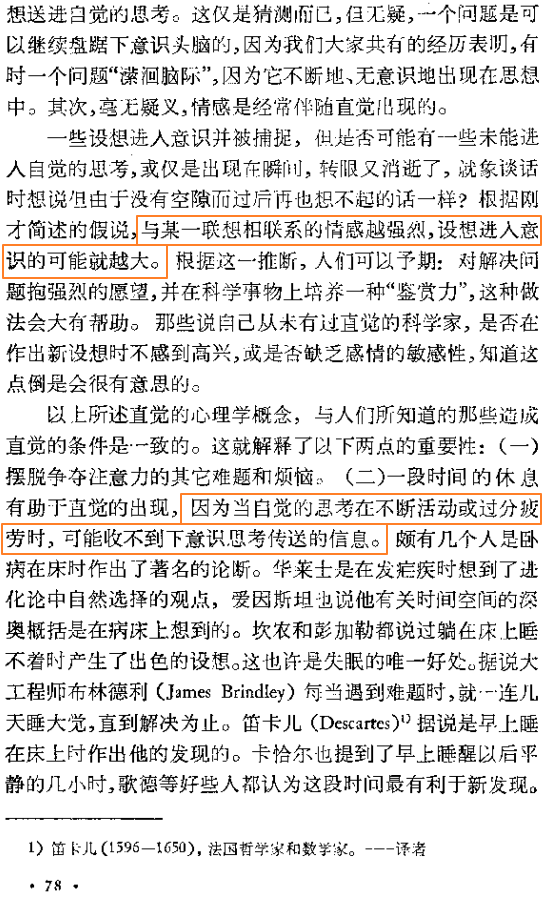 想送进自觉的思考。这仅是猜测而已，但无疑，一个问题是可
以继续盘踞下意识头脑的，因为我们大家共有的经历表明，有
时一个问题“潆洄脑际”，因为它不断地、无意识地出现在思想
中。其次，毫无疑义，情感是经常伴随直觉出现的。
一些设想进入意识并被捕捉，但是否可能有一些未能进
入自觉的思考，或仅是出现在瞬间，转眼又消逝了，就象谈话
时想说但由于没有空隙而过后再也想不起的话一样？根据刚
才简述的假说，与某一联想相联系的情感越强烈，设想进入意
识的可能就越大。根据这一推断，人们可以予期：对解决问
题抱强烈的愿望，并在科学事物上培养一种“鉴赏力”，这种做
法会大有帮助。那些说自己从未有过直觉的科学家，是否在
作出新设想时不感到高兴，或是否缺乏感情的敏感性，知道这
点倒是会很有意思的。
以上所述直觉的心理学概念，与人们所知道的那些造成
直觉的条件是一致的。这就解释了以下两点的重要性：（一）
摆脱争夺注意力的其它难题和烦恼。（二）一段时间的休息
有助于直觉的出现，因为当自觉的思考在不断活动或过分疲
劳时，可能收不到下意识思考传送的信息。颇有几个人是卧
病在床时作出了著名的论断。华莱士是在发疟疾时想到了进
化论中自然选择的观点，爱因斯坦也说他有关时间空间的深
奥概括是在病床上想到的。坎农和彭加勒都说过躺在床上睡
不着时产生了出色的设想。这也许是失眠的唯一好处。据说大
工程师布林德利（James Brindley）每当遇到难题时，就一连几
天睡大觉，直到解决为止。笛卡儿（Descartes）1）据说是早上睡
在床上时作出他的发现的。卡恰尔也提到了早上睡醒以后平
静的几小时，歌德等好些人都认为这段时间最有利于新发现。
1）笛卡儿（1596—1650），法国哲学家和数学家。——译者
· 78 ·